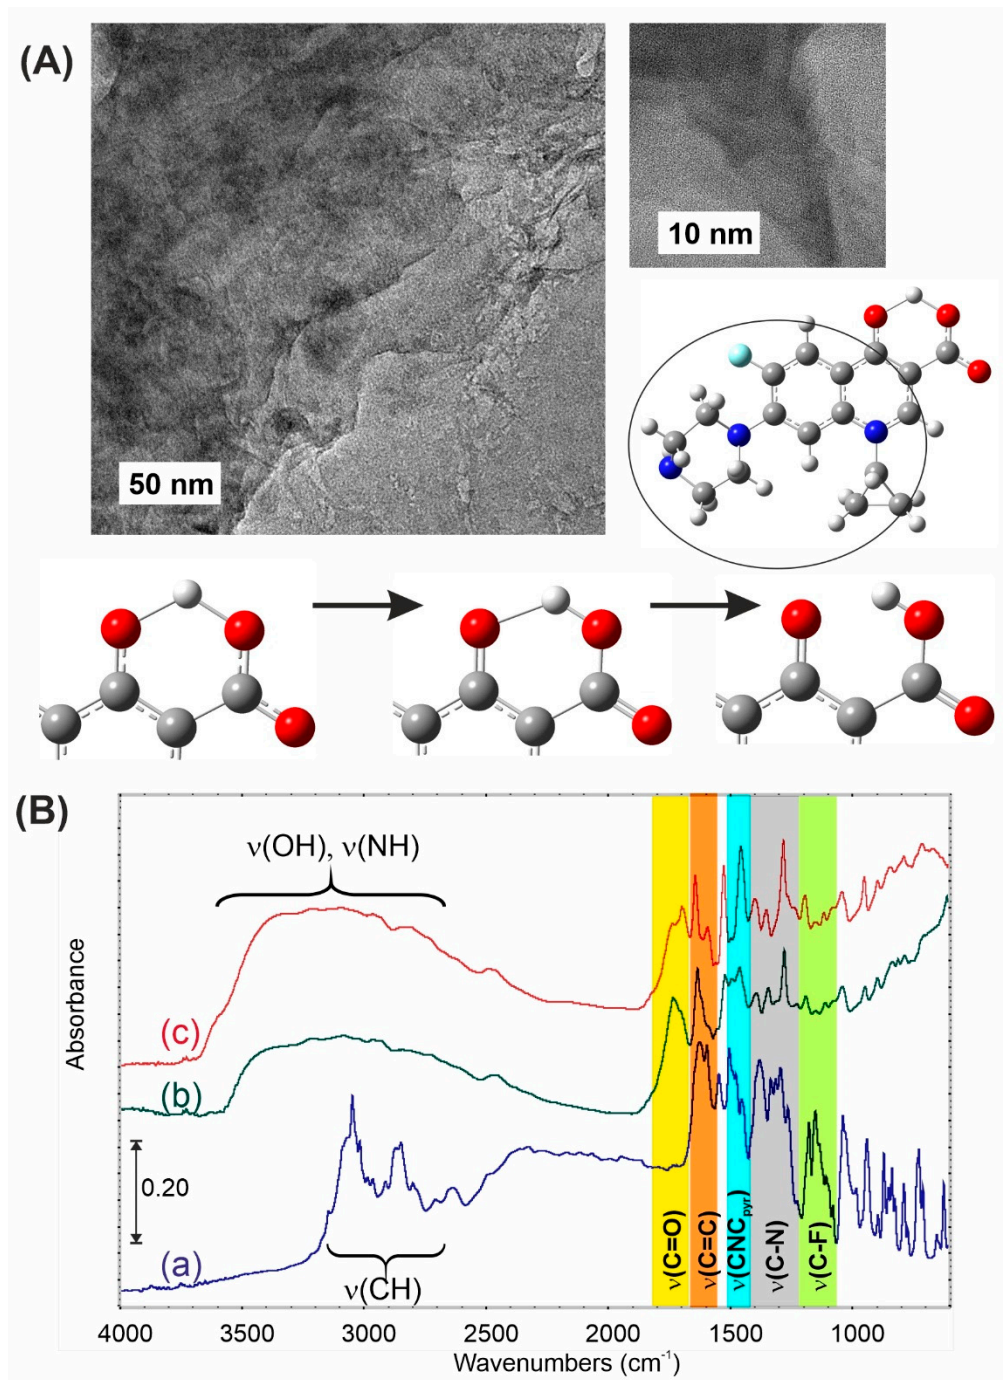 (A)
50 nm
10 nm
(B)
ν(OH), ν(NH)
(c)
(b)
0.20
(a)
ν(CH)
ν(C=O)
ν(C=C)
ν(CNCpyr)
ν(C-N)
ν(C-F)
Absorbance
4000 3500 3000 2500 2000 1500 1000
Wavenumbers (cm⁻¹)